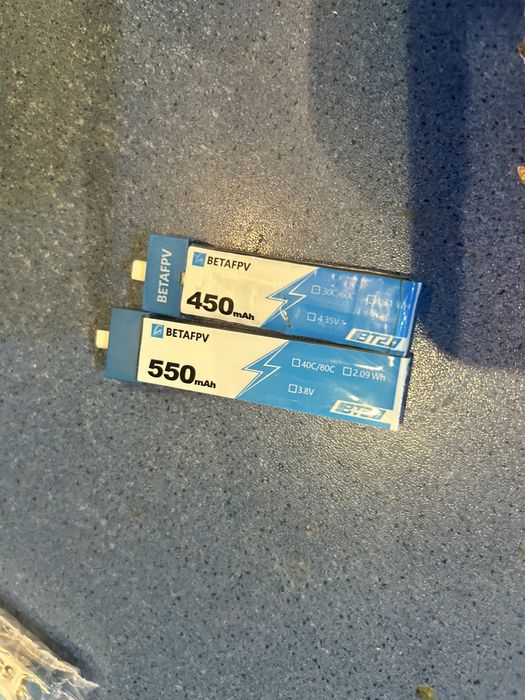 BETAFPV
BETAFPV
450mAh
30C/60C
4.35V
BT2.0
BETAFPV
550mAh
40C/80C 2.09 Wh
3.8V
BT2.0